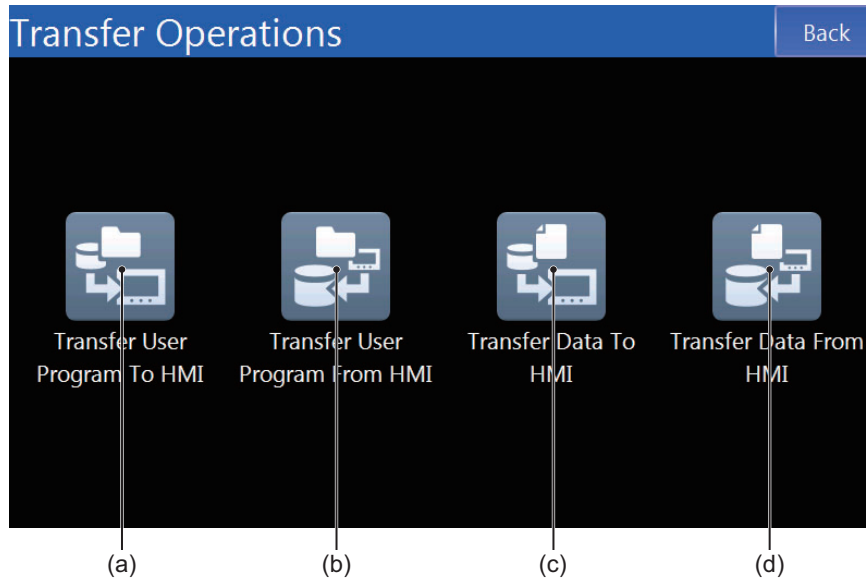 Transfer Operations
Back
Transfer User
Program To HMI
Transfer User
Program From HMI
Transfer Data To
HMI
Transfer Data From
HMI
(a)
(b)
(c)
(d)